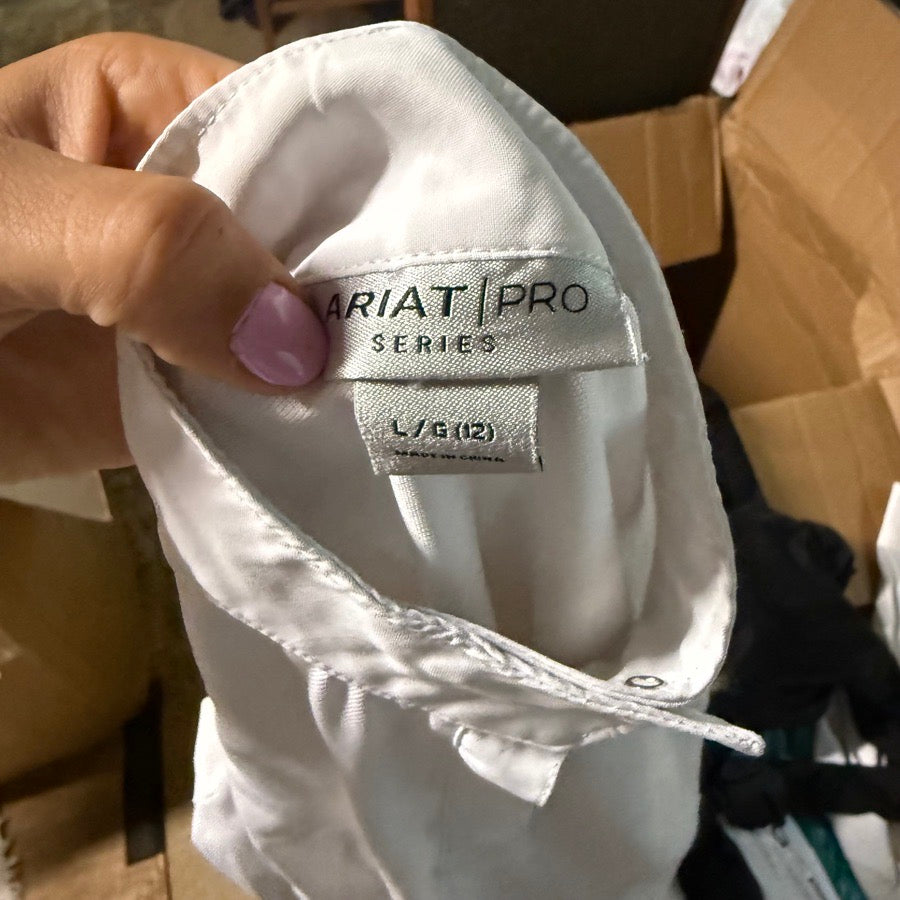 ARIAT | PRO
SERIES
L / G (12)
MADE IN CHINA